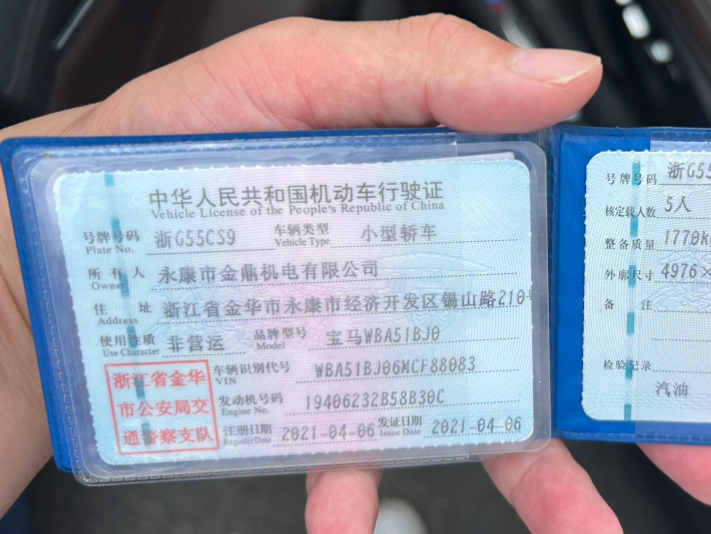 中华人民共和国机动车行驶证
Vehicle License of the People's Republic of China
号牌号码 浙G55CS9 车辆类型 小型轿车
Plate No. Vehicle Type
所有人 永康市金鼎机电有限公司
Owner
住址 浙江省金华市永康市经济开发区锡山路210
Address
使用性质 非营运 品牌型号 宝马WBA51BJ0
Use Character Model
浙江省金华
市公安局交
通警察支队
车辆识别代号 WBA51BJ06MCF88083
VIN
发动机号码 19406232B58B30C
Engine No.
注册日期 2021-04-06 发证日期 2021-04-06
Register Date Issue Date
号牌号码 浙G55
核定载人数 5人
整备质量 1770k
外廓尺寸 4976×
备注
检验记录
汽油